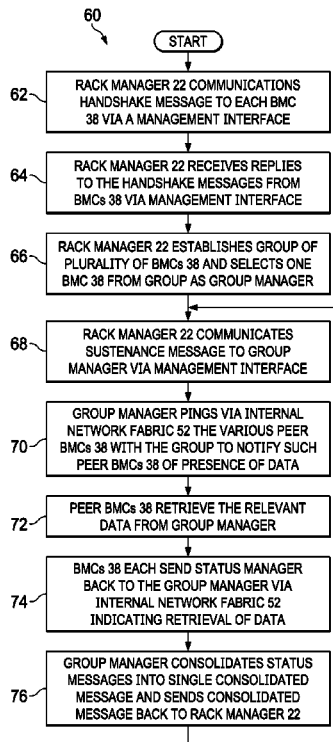 60
START
62
RACK MANAGER 22 COMMUNICATIONS
HANDSHAKE MESSAGE TO EACH BMC
38 VIA A MANAGEMENT INTERFACE
64
RACK MANAGER 22 RECEIVES REPLIES
TO THE HANDSHAKE MESSAGES FROM
BMCs 38 VIA MANAGEMENT INTERFACE
66
RACK MANAGER 22 ESTABLISHES GROUP OF
PLURALITY OF BMCs 38 AND SELECTS ONE
BMC 38 FROM GROUP AS GROUP MANAGER
68
RACK MANAGER 22 COMMUNICATES
SUSTENANCE MESSAGE TO GROUP
MANAGER VIA MANAGEMENT INTERFACE
70
GROUP MANAGER PINGS VIA INTERNAL
NETWORK FABRIC 52 THE VARIOUS PEER
BMCs 38 WITH THE GROUP TO NOTIFY SUCH
PEER BMCs 38 OF PRESENCE OF DATA
72
PEER BMCs 38 RETRIEVE THE RELEVANT
DATA FROM GROUP MANAGER
74
BMCs 38 EACH SEND STATUS MANAGER
BACK TO THE GROUP MANAGER VIA
INTERNAL NETWORK FABRIC 52
INDICATING RETRIEVAL OF DATA
76
GROUP MANAGER CONSOLIDATES STATUS
MESSAGES INTO SINGLE CONSOLIDATED
MESSAGE AND SENDS CONSOLIDATED
MESSAGE BACK TO RACK MANAGER 22